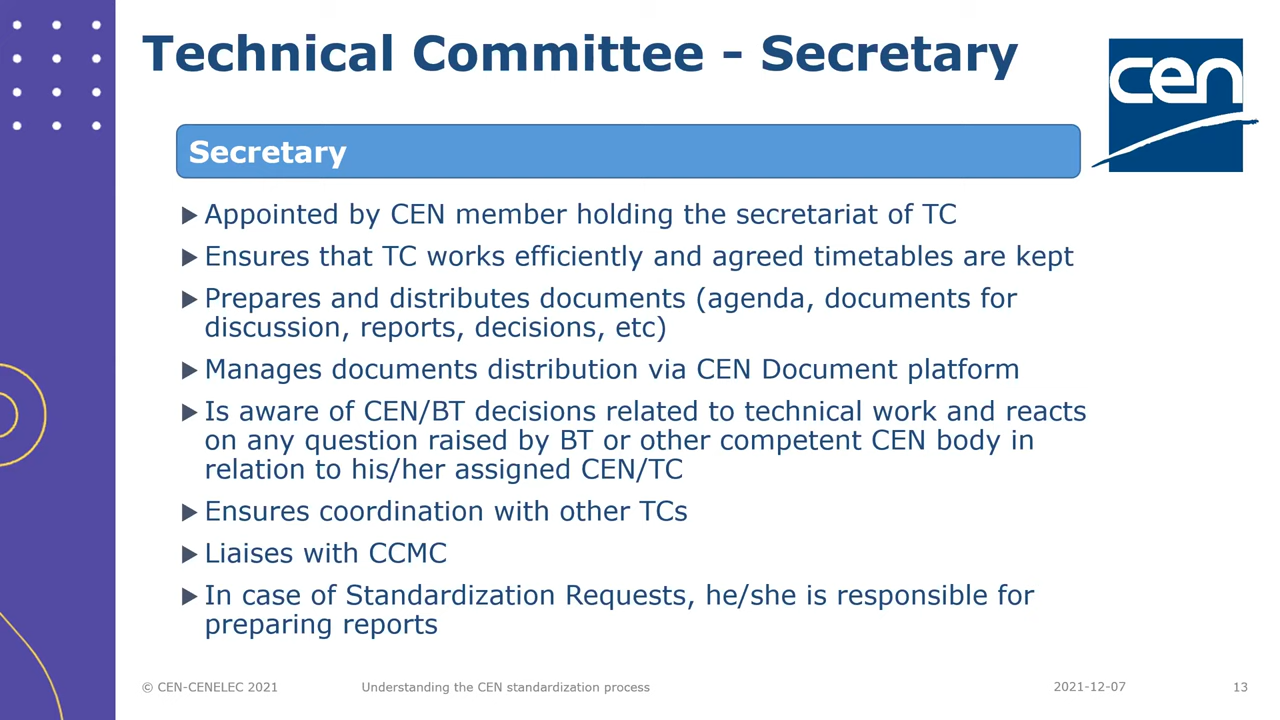 Technical Committee - Secretary
cen
Secretary
Appointed by CEN member holding the secretariat of TC
Ensures that TC works efficiently and agreed timetables are kept
Prepares and distributes documents (agenda, documents for
discussion, reports, decisions, etc)
Manages documents distribution via CEN Document platform
Is aware of CEN/BT decisions related to technical work and reacts
on any question raised by BT or other competent CEN body in
relation to his/her assigned CEN/TC
Ensures coordination with other TCs
Liaises with CCMC
In case of Standardization Requests, he/she is responsible for
preparing reports
© CEN-CENELEC 2021 Understanding the CEN standardization process 2021-12-07 13